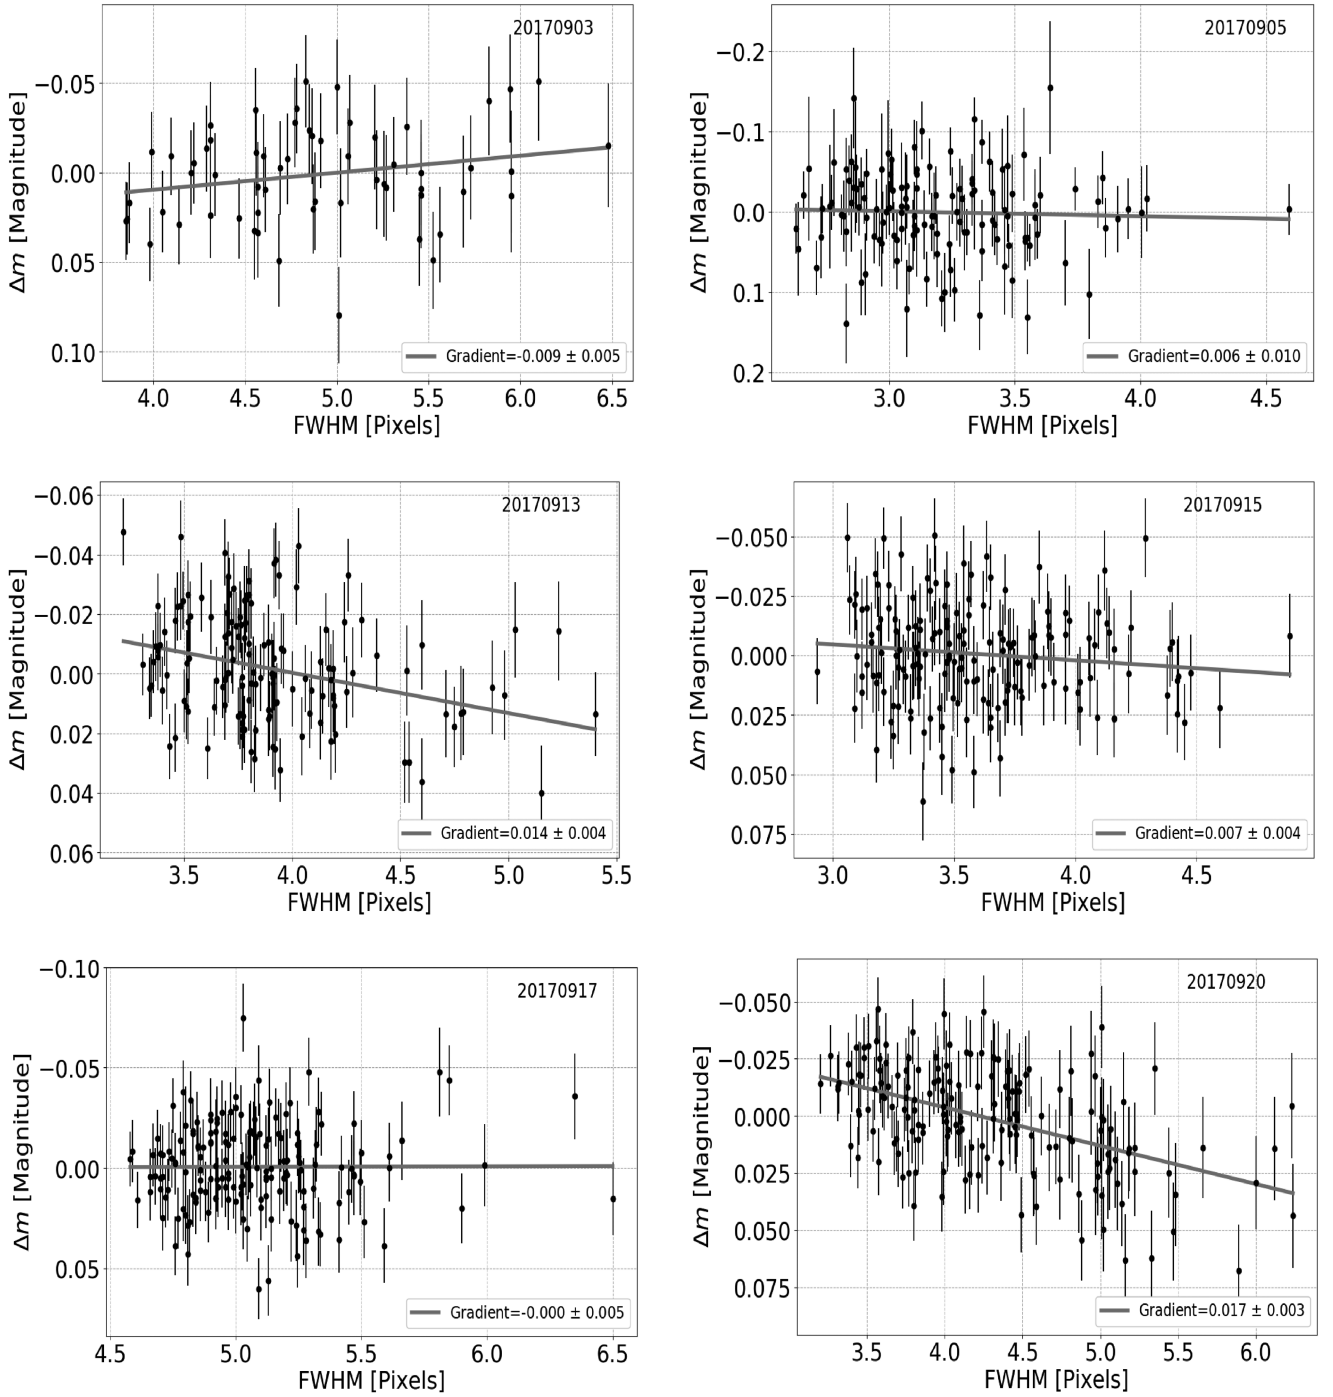 20170903
−0.05
0.00
0.05
0.10
Δm [Magnitude]
Gradient=-0.009 ± 0.005
4.0 4.5 5.0 5.5 6.0 6.5
FWHM [Pixels]
20170905
−0.2
−0.1
0.0
0.1
0.2
Δm [Magnitude]
Gradient=0.006 ± 0.010
3.0 3.5 4.0 4.5
FWHM [Pixels]
20170913
−0.06
−0.04
−0.02
0.00
0.02
0.04
0.06
Δm [Magnitude]
Gradient=0.014 ± 0.004
3.5 4.0 4.5 5.0 5.5
FWHM [Pixels]
20170915
−0.050
−0.025
0.000
0.025
0.050
0.075
Δm [Magnitude]
Gradient=0.007 ± 0.004
3.0 3.5 4.0 4.5
FWHM [Pixels]
20170917
−0.10
−0.05
0.00
0.05
Δm [Magnitude]
Gradient=-0.000 ± 0.005
4.5 5.0 5.5 6.0 6.5
FWHM [Pixels]
20170920
−0.050
−0.025
0.000
0.025
0.050
0.075
Δm [Magnitude]
Gradient=0.017 ± 0.003
3.5 4.0 4.5 5.0 5.5 6.0
FWHM [Pixels]